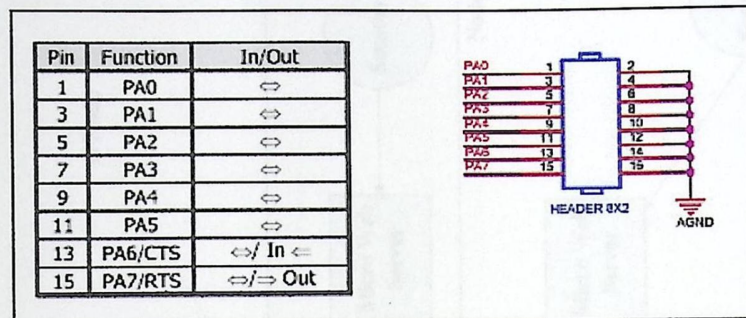 Pin Function In/Out
1 PA0 ⇔
3 PA1 ⇔
5 PA2 ⇔
7 PA3 ⇔
9 PA4 ⇔
11 PA5 ⇔
13 PA6/CTS ⇔/ In ⇐
15 PA7/RTS ⇔/⇒ Out
PA0 1 2
PA1 3 4
PA2 5 6
PA3 7 8
PA4 9 10
PA5 11 12
PA6 13 14
PA7 15 16
HEADER 8X2
AGND